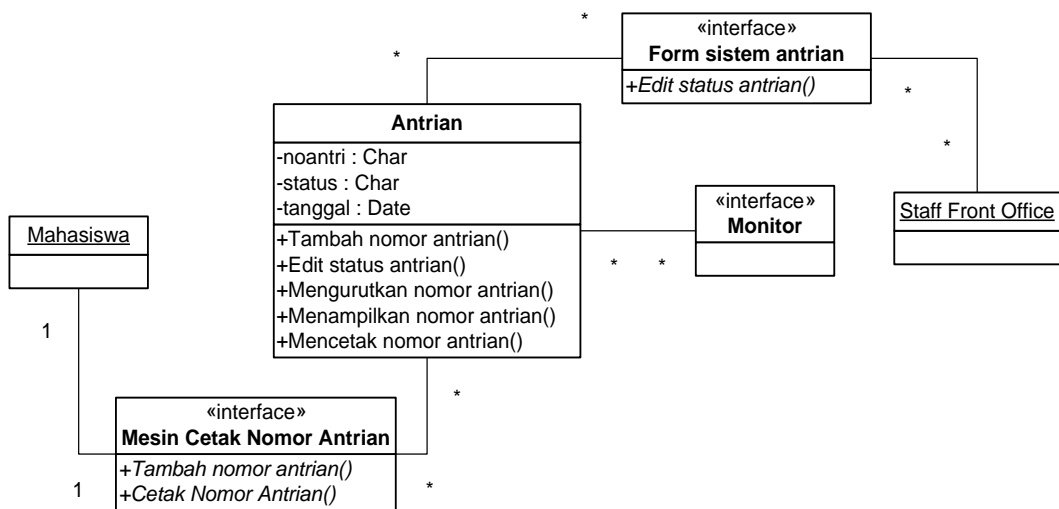 «interface»
Form sistem antrian
+Edit status antrian()
*
*
*
*
Antrian
-noantri : Char
-status : Char
-tanggal : Date
+Tambah nomor antrian()
+Edit status antrian()
+Mengurutkan nomor antrian()
+Menampilkan nomor antrian()
+Mencetak nomor antrian()
«interface»
Monitor
*
*
Staff Front Office
Mahasiswa
1
1
«interface»
Mesin Cetak Nomor Antrian
+Tambah nomor antrian()
+Cetak Nomor Antrian()
*
*